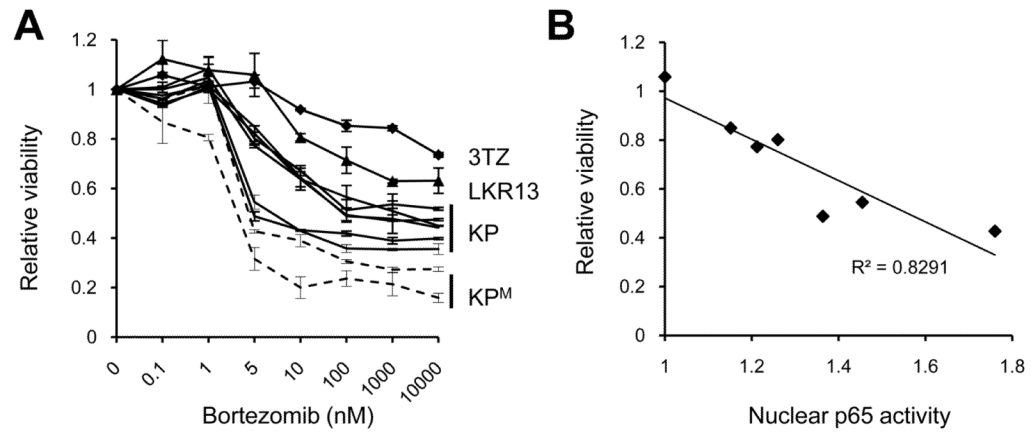 A
Relative viability
1.2
1
0.8
0.6
0.4
0.2
0
0 0.1 1 5 10 100 1000 10000
Bortezomib (nM)
3TZ
LKR13
KP
KPᴹ
B
Relative viability
1.2
1
0.8
0.6
0.4
0.2
0
R² = 0.8291
1 1.2 1.4 1.6 1.8
Nuclear p65 activity